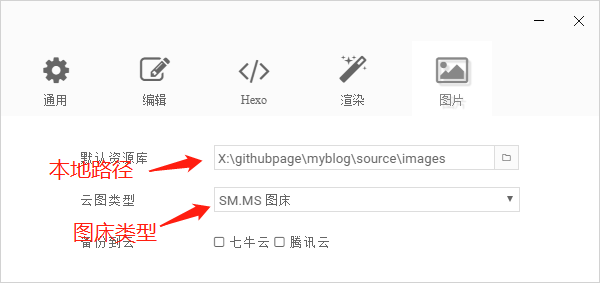 通用 编辑 Hexo 渲染 图片
默认资源库 X:\githubpage\myblog\source\images
本地路径
云图类型 SM.MS 图床
图床类型
备份到云 七牛云 腾讯云